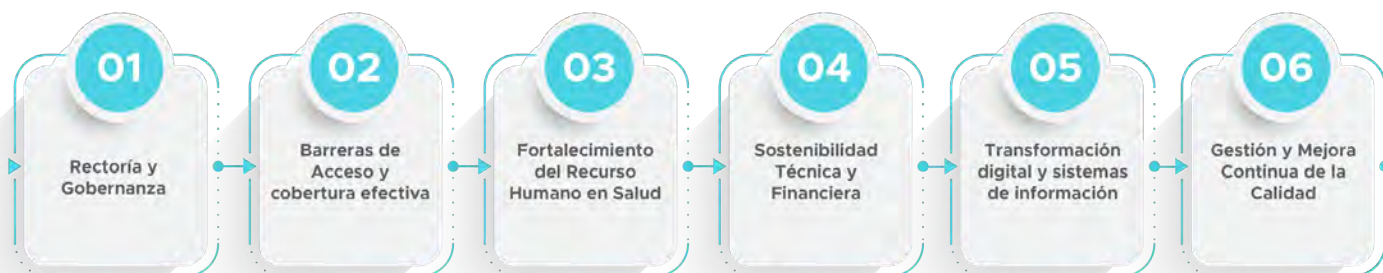 01
Rectoría y
Gobernanza
02
Barreras de
Acceso y
cobertura efectiva
03
Fortalecimiento
del Recurso
Humano en Salud
04
Sostenibilidad
Técnica y
Financiera
05
Transformación
digital y sistemas
de información
06
Gestión y Mejora
Continua de la
Calidad